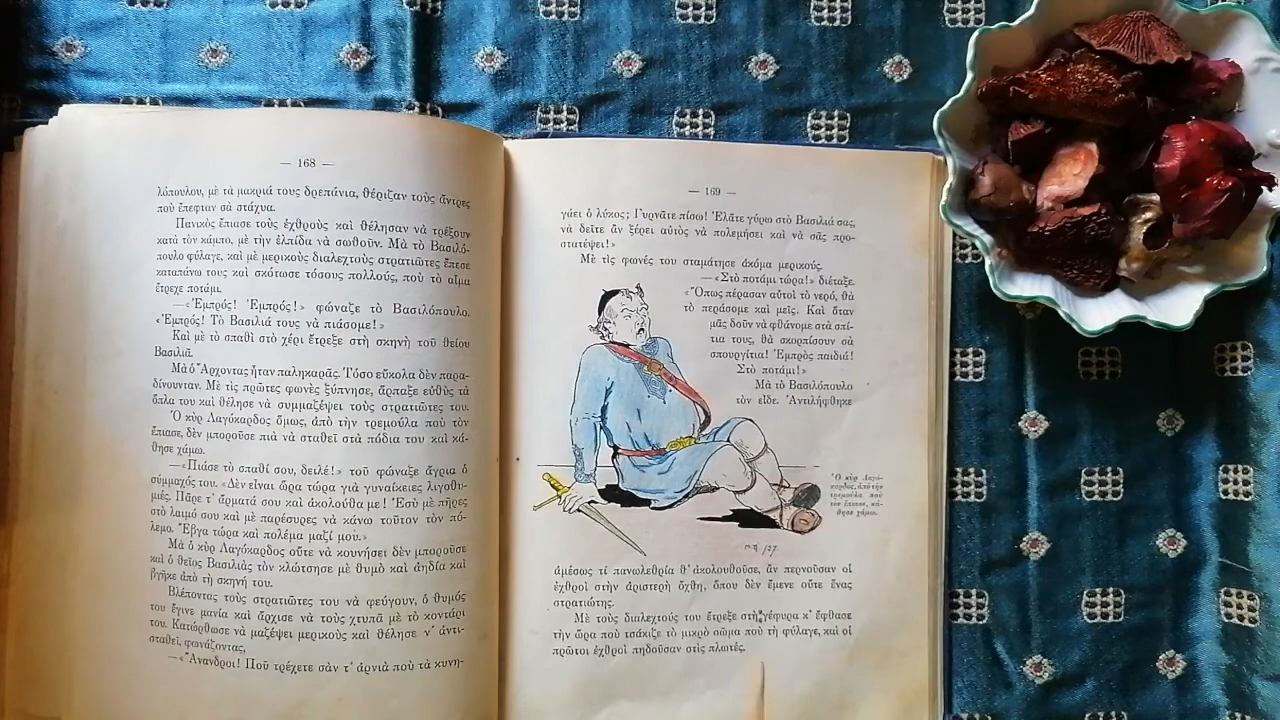 — 168 —
λόπουλου, μὲ τὰ μακριά τους δρεπάνια, θέριζαν τοὺς ἄντρες
ποὺ ἔπεφταν σὰ στάχυα.
Πανικὸς ἔπιασε τοὺς ἐχθροὺς καὶ θέλησαν νὰ τρέξουν
κατὰ τὸν κάμπο, μὲ τὴν ἐλπίδα νὰ σωθοῦν. Μὰ τὸ Βασιλό-
πουλο φύλαγε, καὶ μὲ μερικοὺς διαλεχτοὺς στρατιῶτες ἔπεσε
καταπάνω τους καὶ σκότωσε τόσους πολλούς, ποὺ τὸ αἷμα
ἔτρεχε ποτάμι.
—«Ἐμπρός! Ἐμπρός!» φώναζε τὸ Βασιλόπουλο.
«Ἐμπρός! Τὸ Βασιλιά τους νὰ πιάσομε!»
Καὶ μὲ τὸ σπαθὶ στὸ χέρι ἔτρεξε στὴ σκηνὴ τοῦ θείου
Βασιλιᾶ.
Μὰ ὁ Ἄρχοντας ἦταν παληκαρᾶς. Τόσο εὔκολα δὲν παρα-
δίνουνταν. Μὲ τὶς πρῶτες φωνὲς ξύπνησε, ἅρπαξε εὐθὺς τὰ
ὅπλα του καὶ θέλησε νὰ συμμαζέψει τοὺς στρατιῶτες του.
Ὁ κὺρ Λαγόκαρδος ὅμως, ἀπὸ τὴν τρεμούλα ποὺ τὸν
ἔπιασε, δὲν μποροῦσε πιὰ νὰ σταθεῖ στὰ πόδια του καὶ κά-
θησε χάμω.
—«Πιάσε τὸ σπαθί σου, δειλέ!» τοῦ φώναξε ἄγρια ὁ
σύμμαχός του. «Δὲν εἶναι ὥρα τώρα γιὰ γυναίκειες λιγοθυ-
μιές. Πᾶρε τ' ἄρματά σου καὶ ἀκολούθα με! Ἐσὺ μὲ πῆρες
στὸ λαιμό σου καὶ μὲ παρέσυρες νὰ κάνω τοῦτον τὸν πό-
λεμο. Ἔβγα τώρα καὶ πολέμα μαζί μου.»
Μὰ ὁ κὺρ Λαγόκαρδος οὔτε νὰ κουνήσει δὲν μποροῦσε
καὶ ὁ θεῖος Βασιλιὰς τὸν κλώτσησε μὲ θυμὸ καὶ ἀηδία καὶ
βγῆκε ἀπὸ τὴ σκηνή του.
Βλέποντας τοὺς στρατιῶτες του νὰ φεύγουν, ὁ θυμός
του ἔγινε μανία καὶ ἄρχισε νὰ τοὺς χτυπᾶ μὲ τὸ κοντάρι
του. Κατόρθωσε νὰ μαζέψει μερικοὺς καὶ θέλησε ν' ἀντι-
σταθεῖ, φωνάζοντας,
—«Ἄνανδροι! Ποῦ τρέχετε σὰν τ' ἀρνιὰ ποὺ τὰ κυνη-
— 169 —
γάει ὁ λύκος; Γυρνᾶτε πίσω! Ἐλᾶτε γύρω στὸ Βασιλιά σας,
νὰ δεῖτε ἂν ξέρει αὐτὸς νὰ πολεμήσει καὶ νὰ σᾶς προ-
στατέψει!»
Μὲ τὶς φωνές του σταμάτησε ἀκόμα μερικούς.
—«Στὸ ποτάμι τώρα!» διέταξε.
«Ὅπως πέρασαν αὐτοὶ τὸ νερό, θὰ
τὸ περάσομε καὶ μεῖς. Καὶ ὅταν
μᾶς δοῦν νὰ φθάνομε στὰ σπί-
τια τους, θὰ σκορπίσουν σὰ
σπουργίτια! Ἐμπρὸς παιδιά!
Στὸ ποτάμι!»
Μὰ τὸ Βασιλόπουλο
τὸν εἶδε. Ἀντιλήφθηκε
Ὁ κὺρ Λαγό-
καρδος, ἀπὸ τὴν
τρεμούλα ποὺ
τὸν ἔπιασε, κά-
θησε χάμω.
ἀμέσως τί πανωλεθρία θ' ἀκολουθοῦσε, ἂν περνοῦσαν οἱ
ἐχθροὶ στὴν ἀριστερὴ ὄχθη, ὅπου δὲν ἔμενε οὔτε ἕνας
στρατιώτης.
Μὲ τοὺς διαλεχτούς του ἔτρεξε στὴ γέφυρα κ' ἔφθασε
τὴν ὥρα ποὺ τσάκιζε τὸ μικρὸ σῶμα ποὺ τὴ φύλαγε, καὶ οἱ
πρῶτοι ἐχθροὶ πηδοῦσαν στὶς πλωτές.